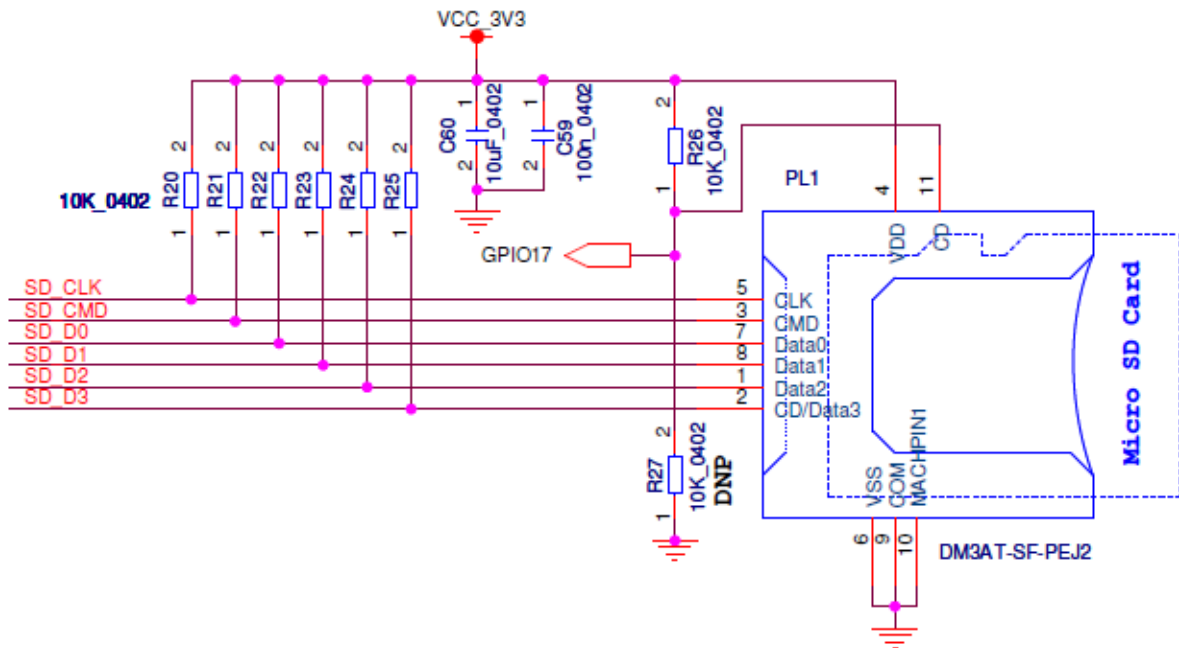 VCC_3V3
1
2
C60
10uF_0402
1
2
C59
100n_0402
2
R26
10K_0402
1
2
R20
1
2
R21
1
2
R22
1
2
R23
1
2
R24
1
2
R25
1
10K_0402
PL1
4
11
VDD
CD
GPIO17
SD_CLK
SD_CMD
SD_D0
SD_D1
SD_D2
SD_D3
5
3
7
8
1
2
CLK
CMD
Data0
Data1
Data2
CD/Data3
Micro SD Card
2
R27
10K_0402
DNP
1
VSS
COM
MACHPIN1
6
9
10
DM3AT-SF-PEJ2